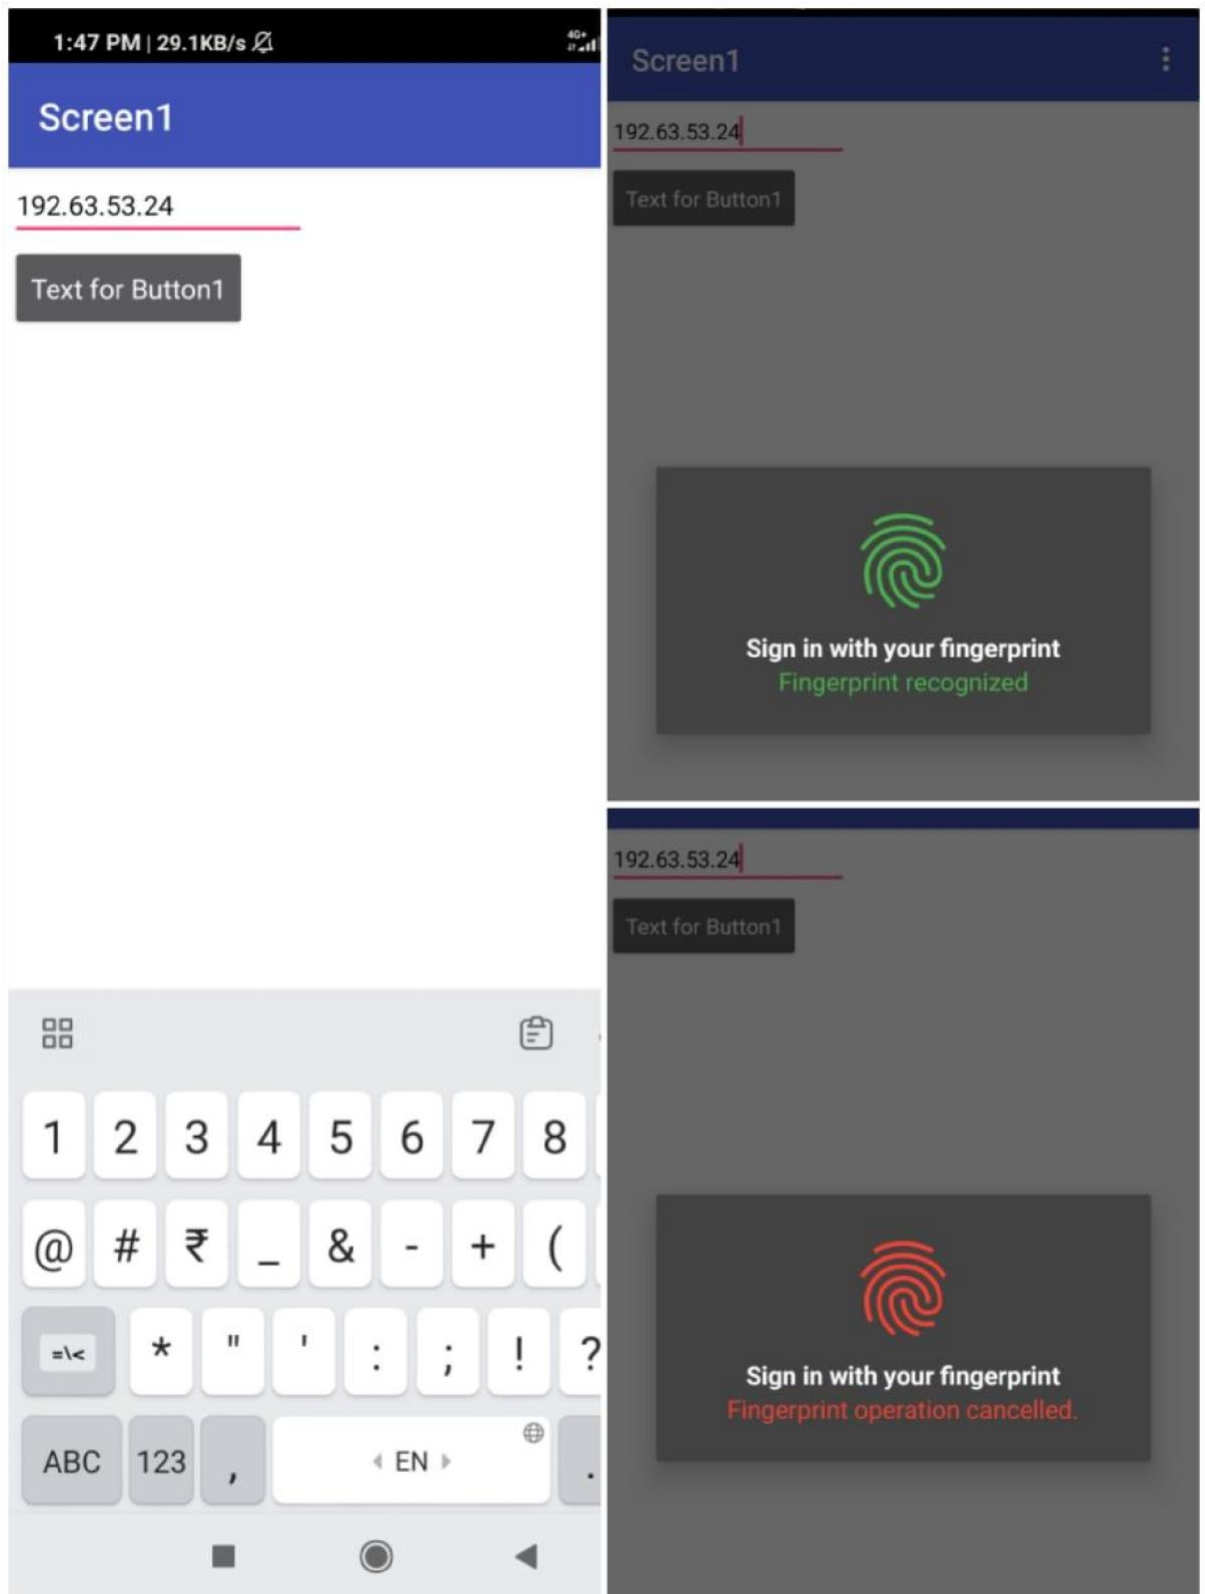 1:47 PM | 29.1KB/s
4G+
Screen1
192.63.53.24
Text for Button1
1 2 3 4 5 6 7 8
@ # ₹ _ & - + (
=\< * " ' : ; ! ?
ABC 123 , EN .
Screen1
192.63.53.24
Text for Button1
Sign in with your fingerprint
Fingerprint recognized
192.63.53.24
Text for Button1
Sign in with your fingerprint
Fingerprint operation cancelled.